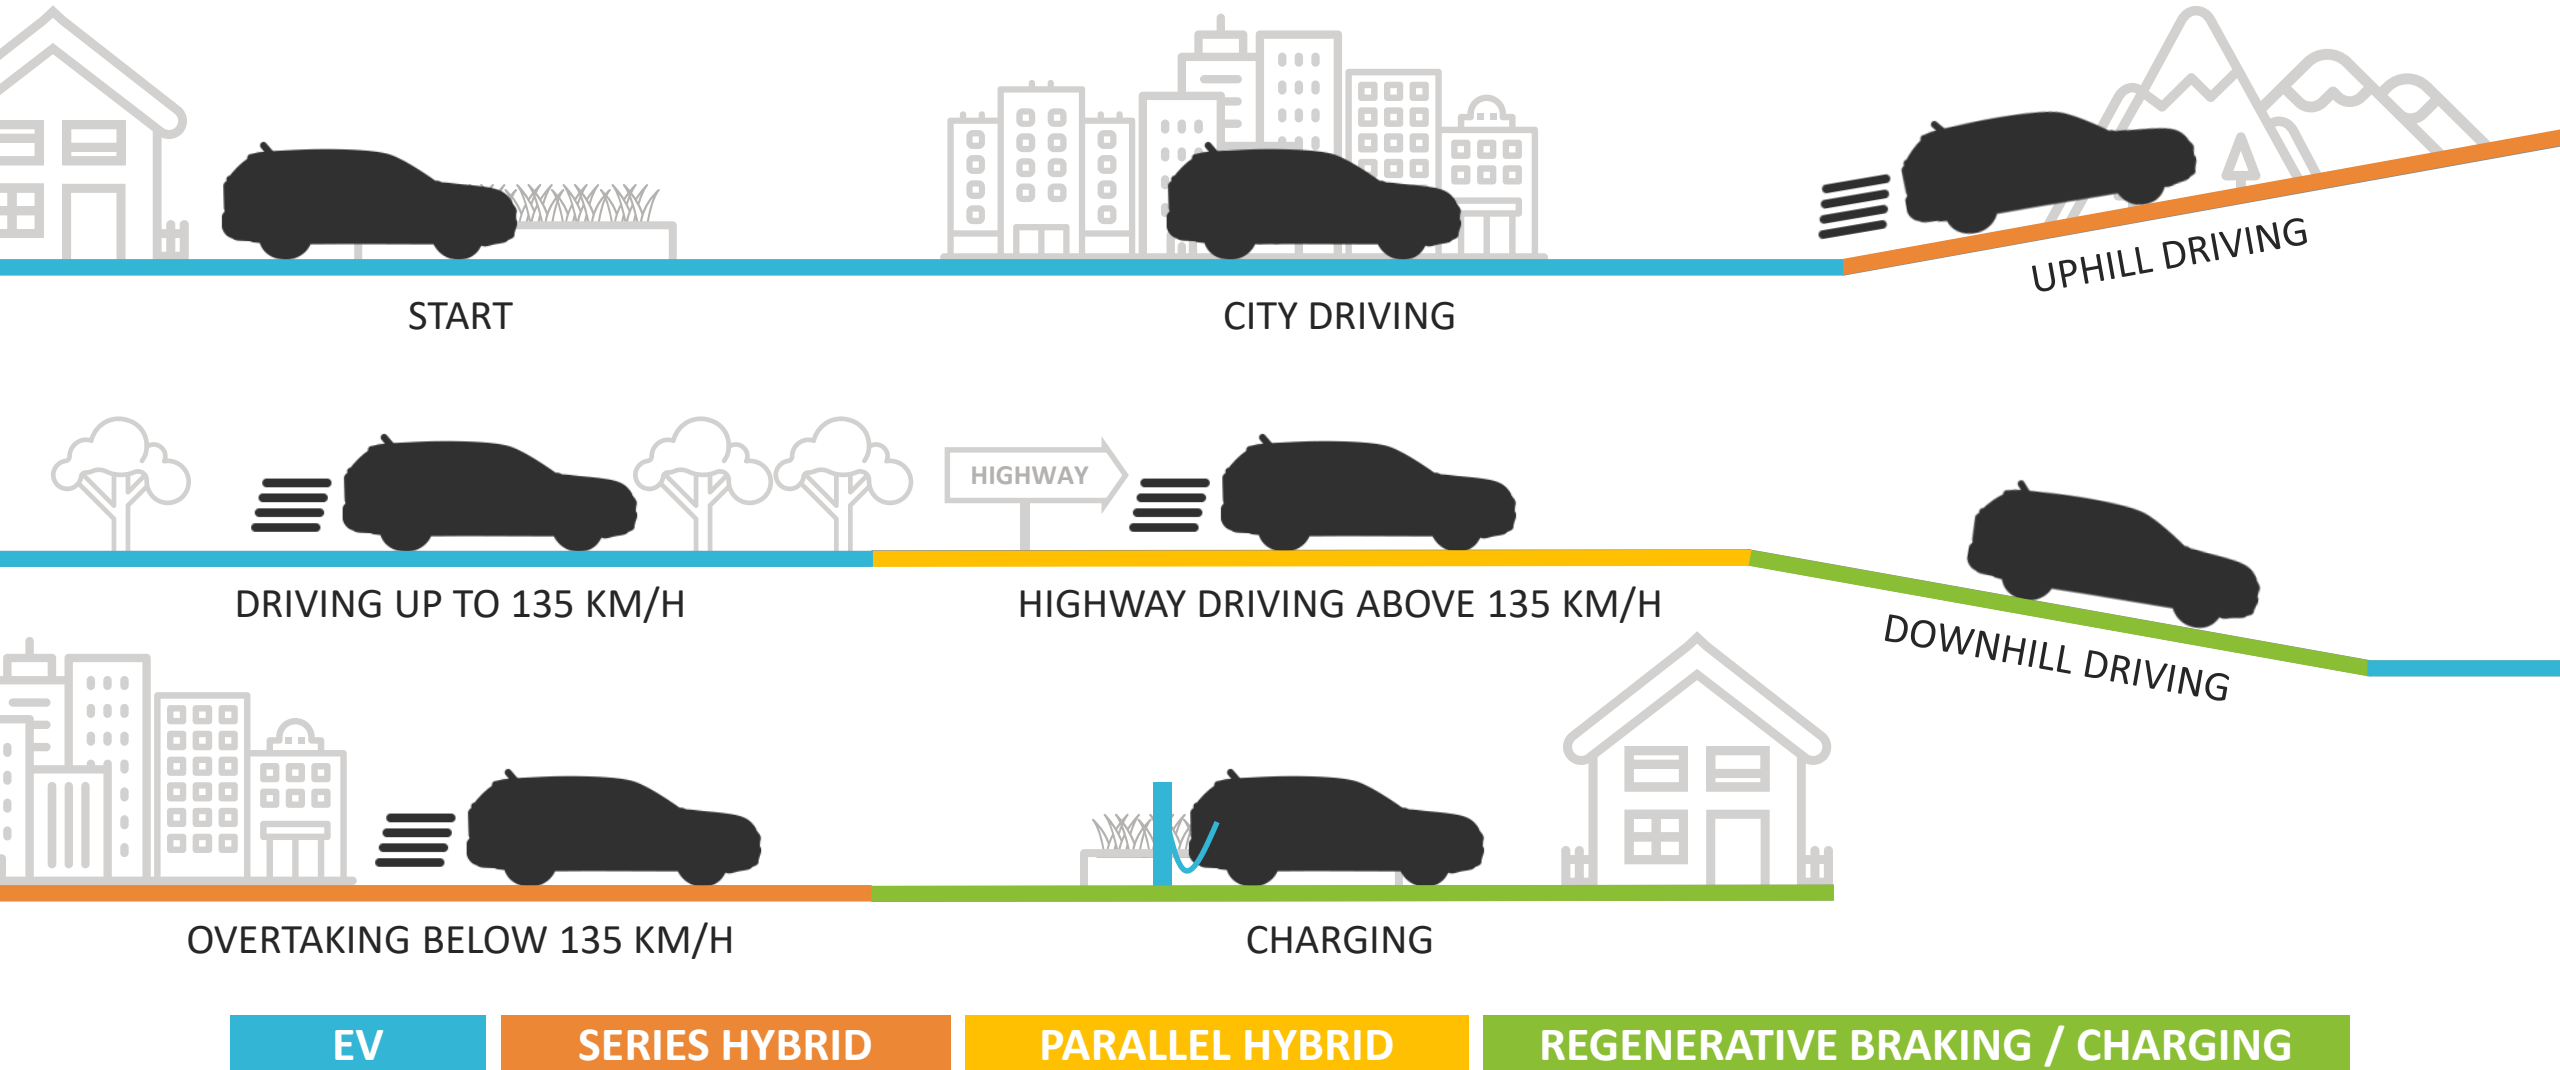 START
CITY DRIVING
UPHILL DRIVING
HIGHWAY
DRIVING UP TO 135 KM/H
HIGHWAY DRIVING ABOVE 135 KM/H
DOWNHILL DRIVING
OVERTAKING BELOW 135 KM/H
CHARGING
EV
SERIES HYBRID
PARALLEL HYBRID
REGENERATIVE BRAKING / CHARGING